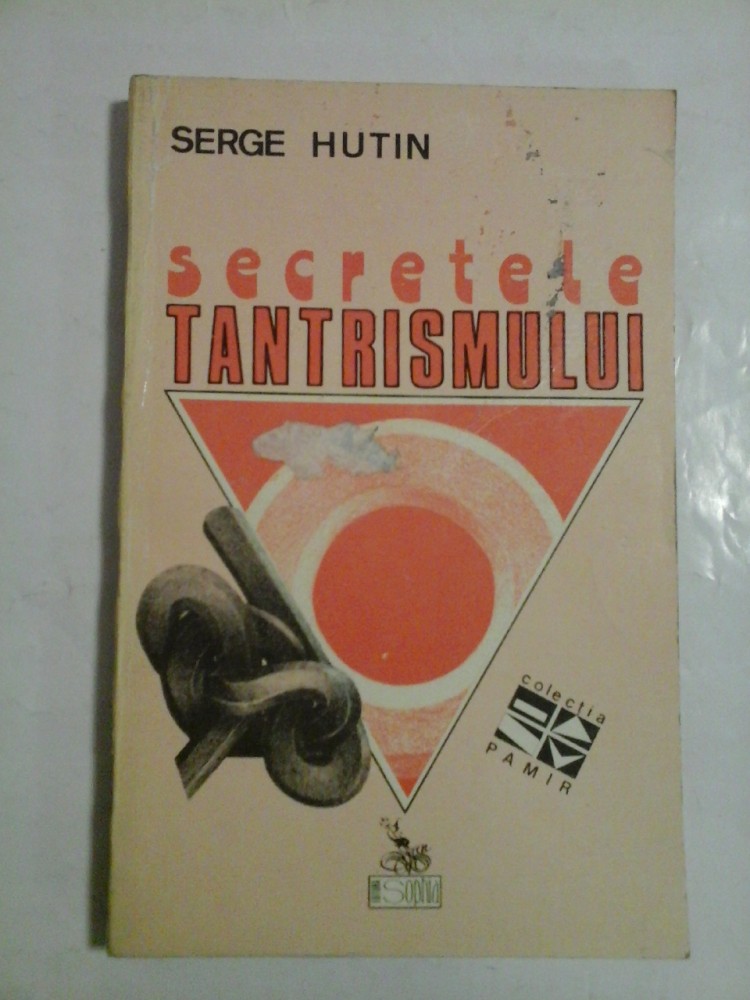 SERGE HUTIN
secretele
TANTRISMULUI
colecția
PAMIR
Sophia